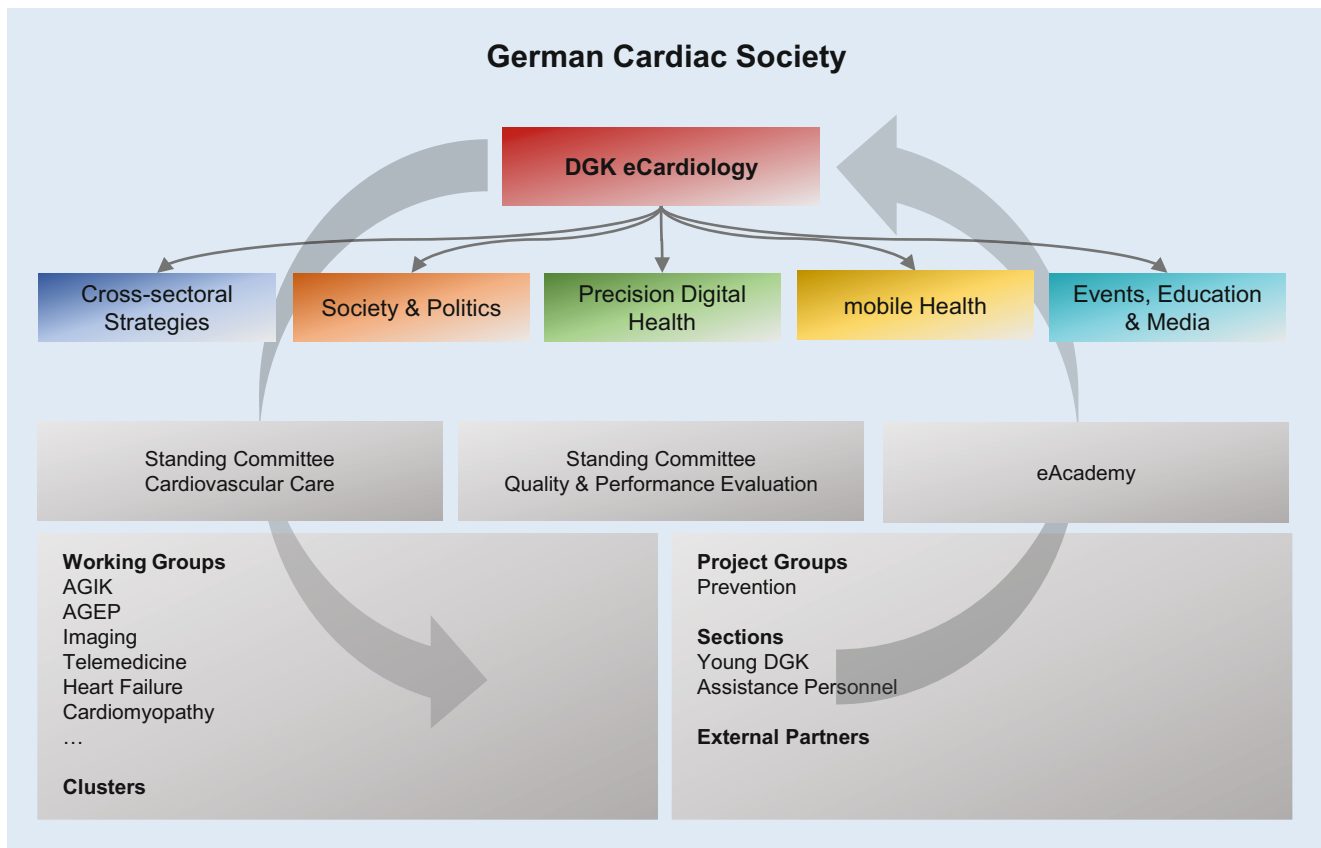 German Cardiac Society
DGK eCardiology
Cross-sectoral
Strategies
Society & Politics
Precision Digital
Health
mobile Health
Events, Education
& Media
Standing Committee
Cardiovascular Care
Standing Committee
Quality & Performance Evaluation
eAcademy
Working Groups
AGIK
AGEP
Imaging
Telemedicine
Heart Failure
Cardiomyopathy
…
Clusters
Project Groups
Prevention
Sections
Young DGK
Assistance Personnel
External Partners